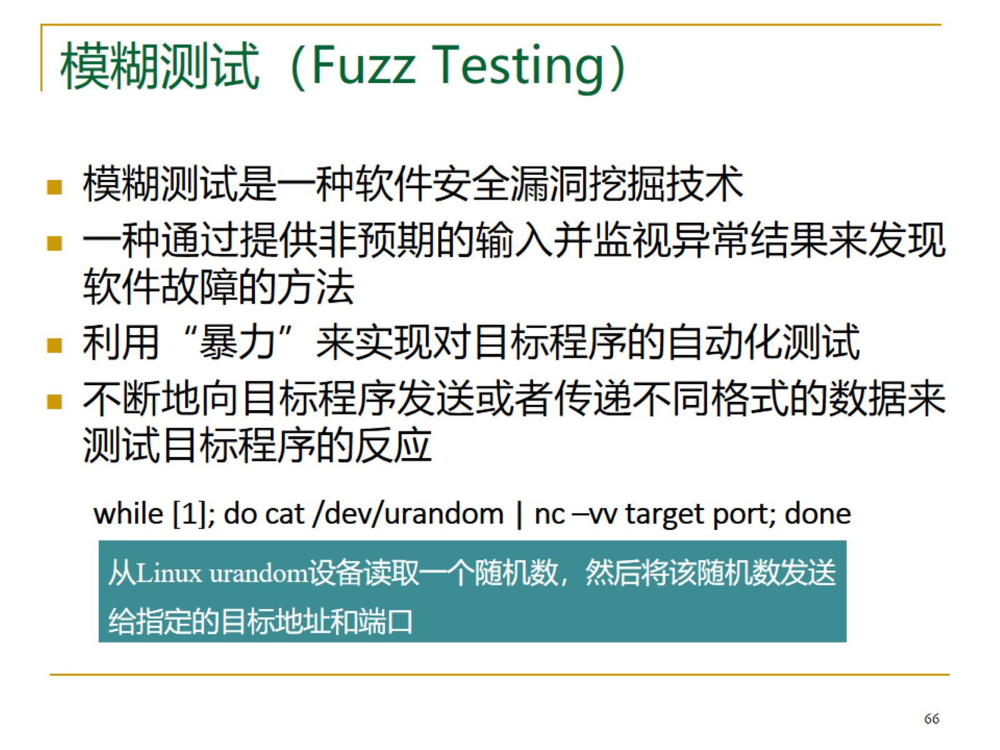 模糊测试（Fuzz Testing）
模糊测试是一种软件安全漏洞挖掘技术
一种通过提供非预期的输入并监视异常结果来发现
软件故障的方法
利用“暴力”来实现对目标程序的自动化测试
不断地向目标程序发送或者传递不同格式的数据来
测试目标程序的反应
while [1]; do cat /dev/urandom | nc –vv target port; done
从Linux urandom设备读取一个随机数，然后将该随机数发送
给指定的目标地址和端口
66